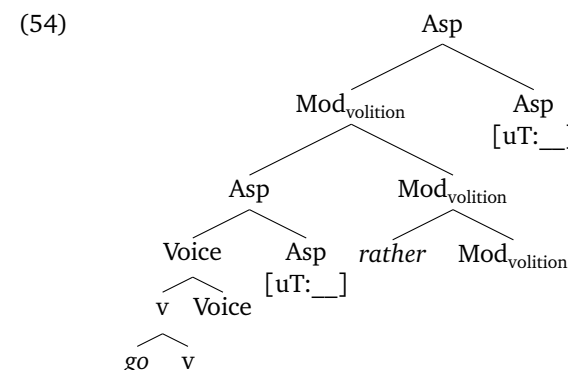 (54)
Asp
Mod_volition Asp
[uT:__]
Asp Mod_volition
Voice Asp rather Mod_volition
[uT:__]
v Voice
go v